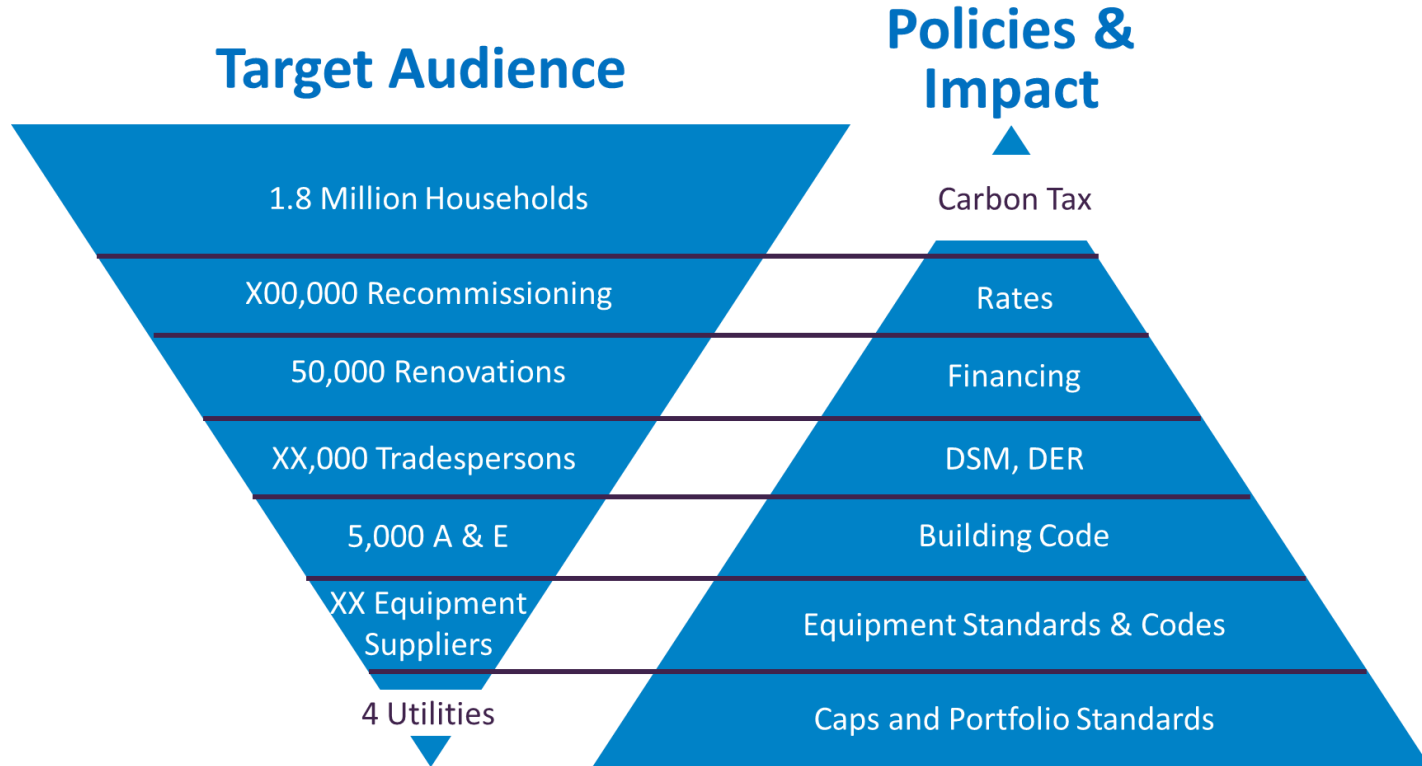 Target Audience
Policies &
Impact
1.8 Million Households
Carbon Tax
X00,000 Recommissioning
Rates
50,000 Renovations
Financing
XX,000 Tradespersons
DSM, DER
5,000 A & E
Building Code
XX Equipment
Suppliers
Equipment Standards & Codes
4 Utilities
Caps and Portfolio Standards